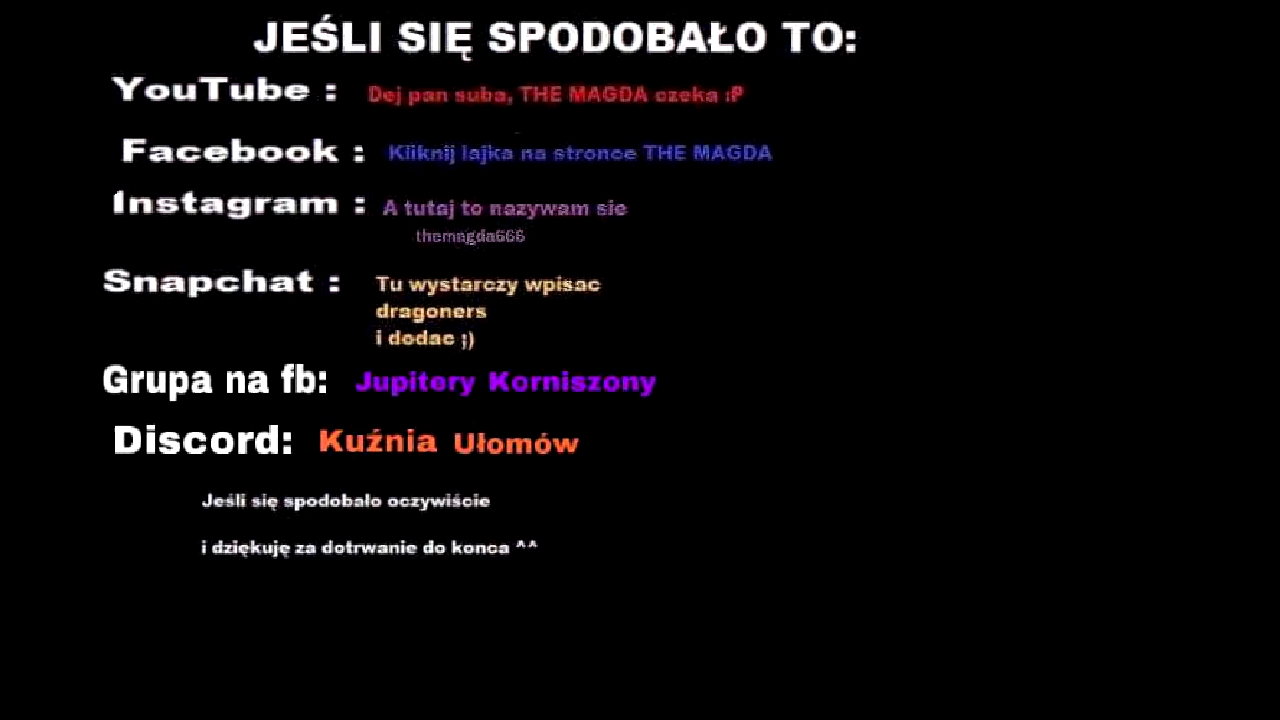 JEŚLI SIĘ SPODOBAŁO TO:
YouTube : Dej pan suba, THE MAGDA czeka :P
Facebook : Kliknij lajka na stronce THE MAGDA
Instagram : A tutaj to nazywam sie
themagda666
Snapchat : Tu wystarczy wpisac
dragoners
i dodac ;)
Grupa na fb: Jupitery Korniszony
Discord: Kuźnia Ułomów
Jeśli się spodobało oczywiście
i dziękuję za dotrwanie do konca ^^